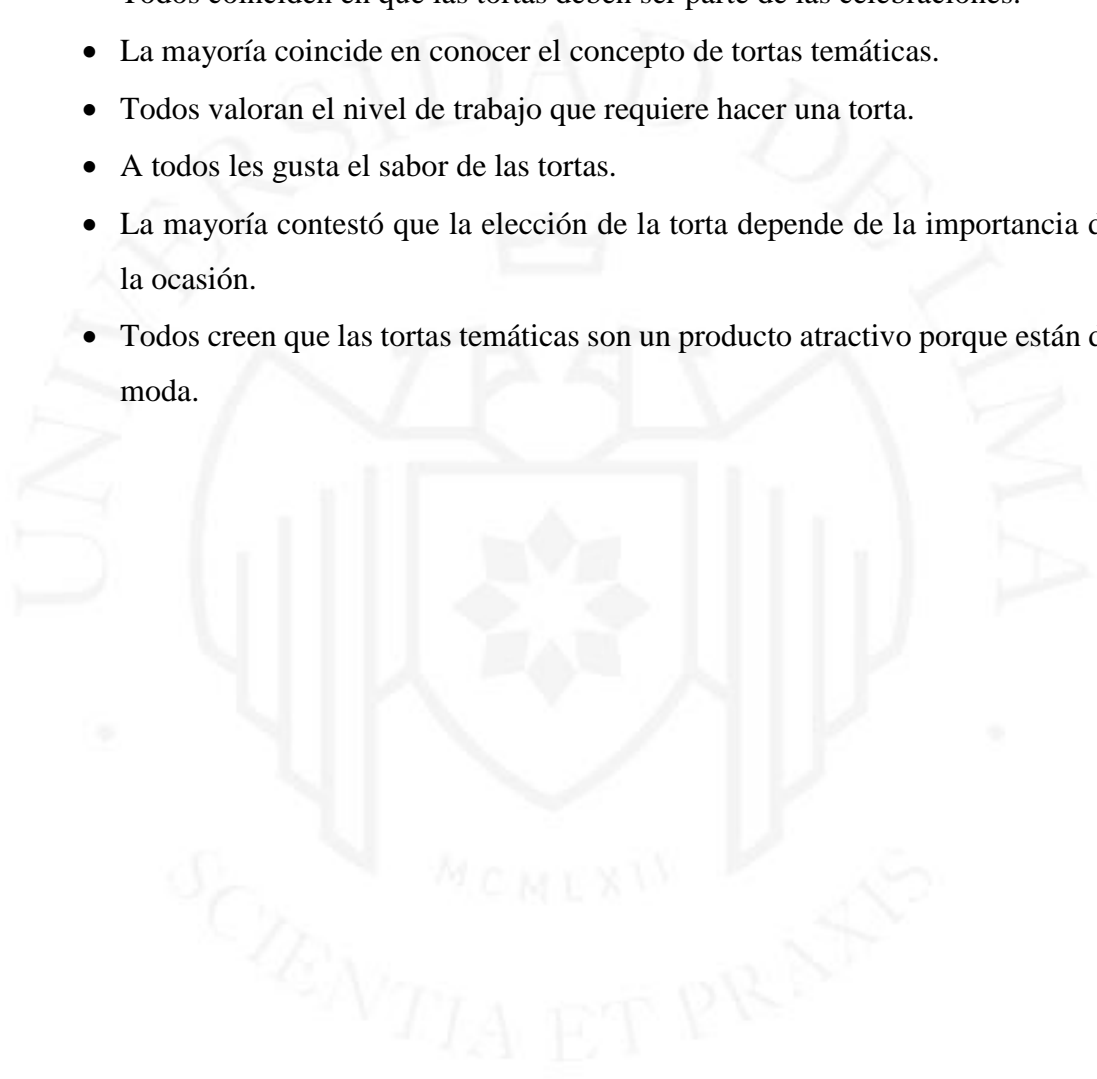 Todos coinciden en que las tortas deben ser parte de las celebraciones.
• La mayoría coincide en conocer el concepto de tortas temáticas.
• Todos valoran el nivel de trabajo que requiere hacer una torta.
• A todos les gusta el sabor de las tortas.
• La mayoría contestó que la elección de la torta depende de la importancia
la ocasión.
• Todos creen que las tortas temáticas son un producto atractivo porque están
moda.
UNIVERSIDAD DE LIMA
MCMLXII
SCIENTIA ET PRAXIS